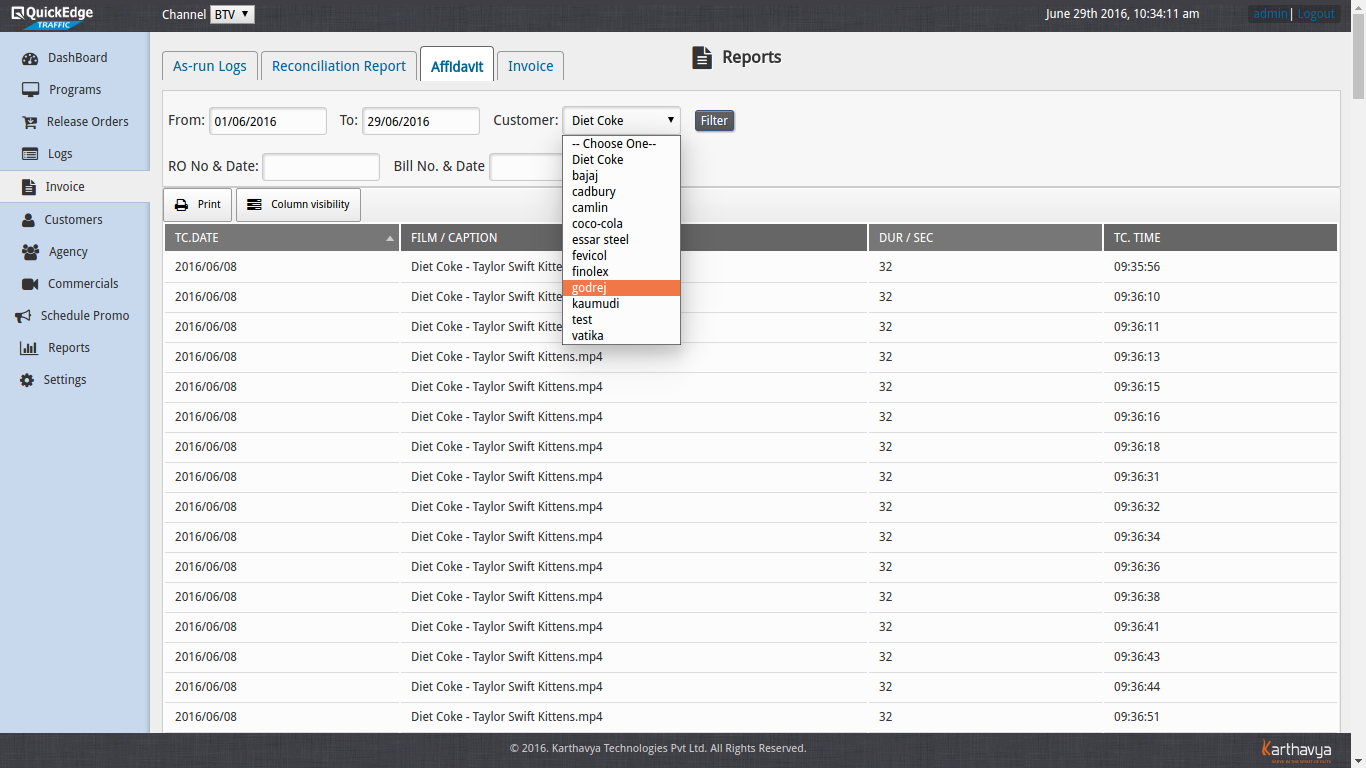 QuickEdge TRAFFIC Channel BTV June 29th 2016, 10:34:11 am admin | Logout
DashBoard
Programs
Release Orders
Logs
Invoice
Customers
Agency
Commercials
Schedule Promo
Reports
Settings
As-run Logs Reconciliation Report Affidavit Invoice Reports
From: 01/06/2016 To: 29/06/2016 Customer: Diet Coke Filter
RO No & Date: Bill No. & Date
-- Choose One--
Diet Coke
bajaj
cadbury
camlin
coco-cola
essar steel
fevicol
finolex
godrej
kaumudi
test
vatika
Print Column visibility
TC.DATE FILM / CAPTION DUR / SEC TC. TIME
2016/06/08 Diet Coke - Taylor Swift Kitte 32 09:35:56
2016/06/08 Diet Coke - Taylor Swift Kitte 32 09:36:10
2016/06/08 Diet Coke - Taylor Swift Kitte 32 09:36:11
2016/06/08 Diet Coke - Taylor Swift Kittens.mp4 32 09:36:13
2016/06/08 Diet Coke - Taylor Swift Kittens.mp4 32 09:36:15
2016/06/08 Diet Coke - Taylor Swift Kittens.mp4 32 09:36:16
2016/06/08 Diet Coke - Taylor Swift Kittens.mp4 32 09:36:18
2016/06/08 Diet Coke - Taylor Swift Kittens.mp4 32 09:36:31
2016/06/08 Diet Coke - Taylor Swift Kittens.mp4 32 09:36:32
2016/06/08 Diet Coke - Taylor Swift Kittens.mp4 32 09:36:34
2016/06/08 Diet Coke - Taylor Swift Kittens.mp4 32 09:36:36
2016/06/08 Diet Coke - Taylor Swift Kittens.mp4 32 09:36:38
2016/06/08 Diet Coke - Taylor Swift Kittens.mp4 32 09:36:41
2016/06/08 Diet Coke - Taylor Swift Kittens.mp4 32 09:36:43
2016/06/08 Diet Coke - Taylor Swift Kittens.mp4 32 09:36:44
2016/06/08 Diet Coke - Taylor Swift Kittens.mp4 32 09:36:51
© 2016. Karthavya Technologies Pvt Ltd. All Rights Reserved. Karthavya